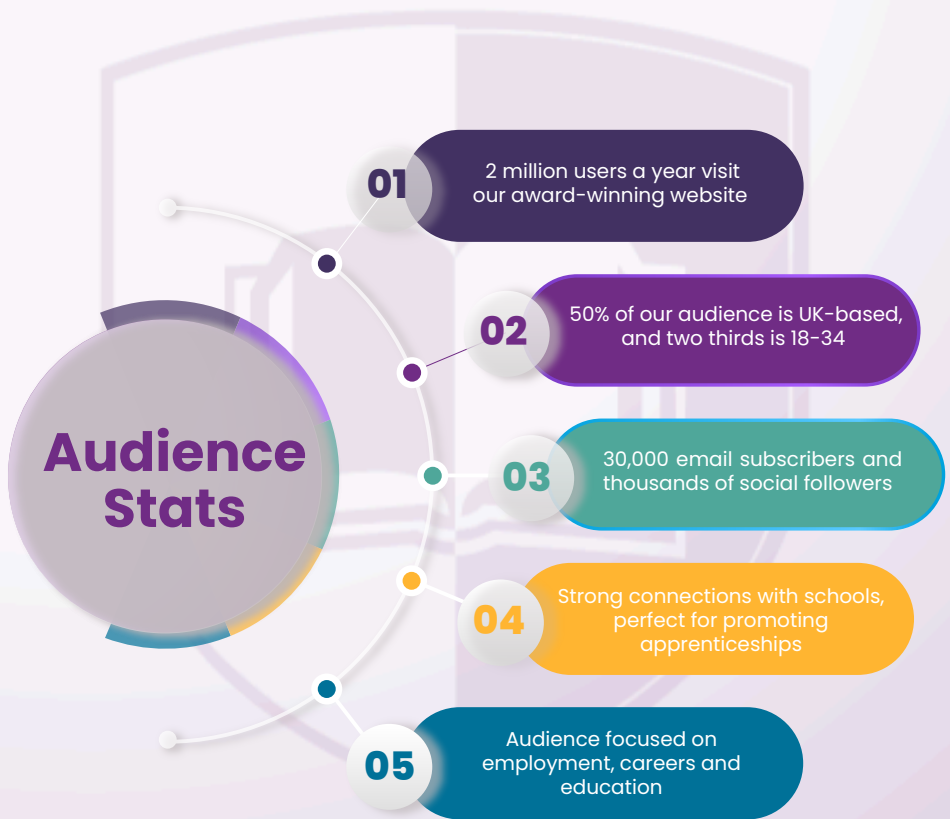 Audience
Stats
01
2 million users a year visit
our award-winning website
02
50% of our audience is UK-based,
and two thirds is 18-34
03
30,000 email subscribers and
thousands of social followers
04
Strong connections with schools,
perfect for promoting
apprenticeships
05
Audience focused on
employment, careers and
education